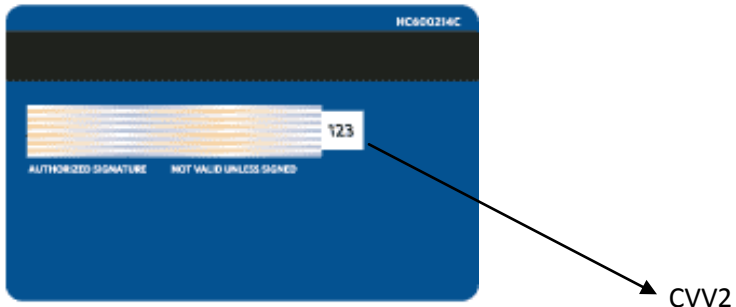 HC600214C
123
AUTHORIZED SIGNATURE NOT VALID UNLESS SIGNED
CVV2